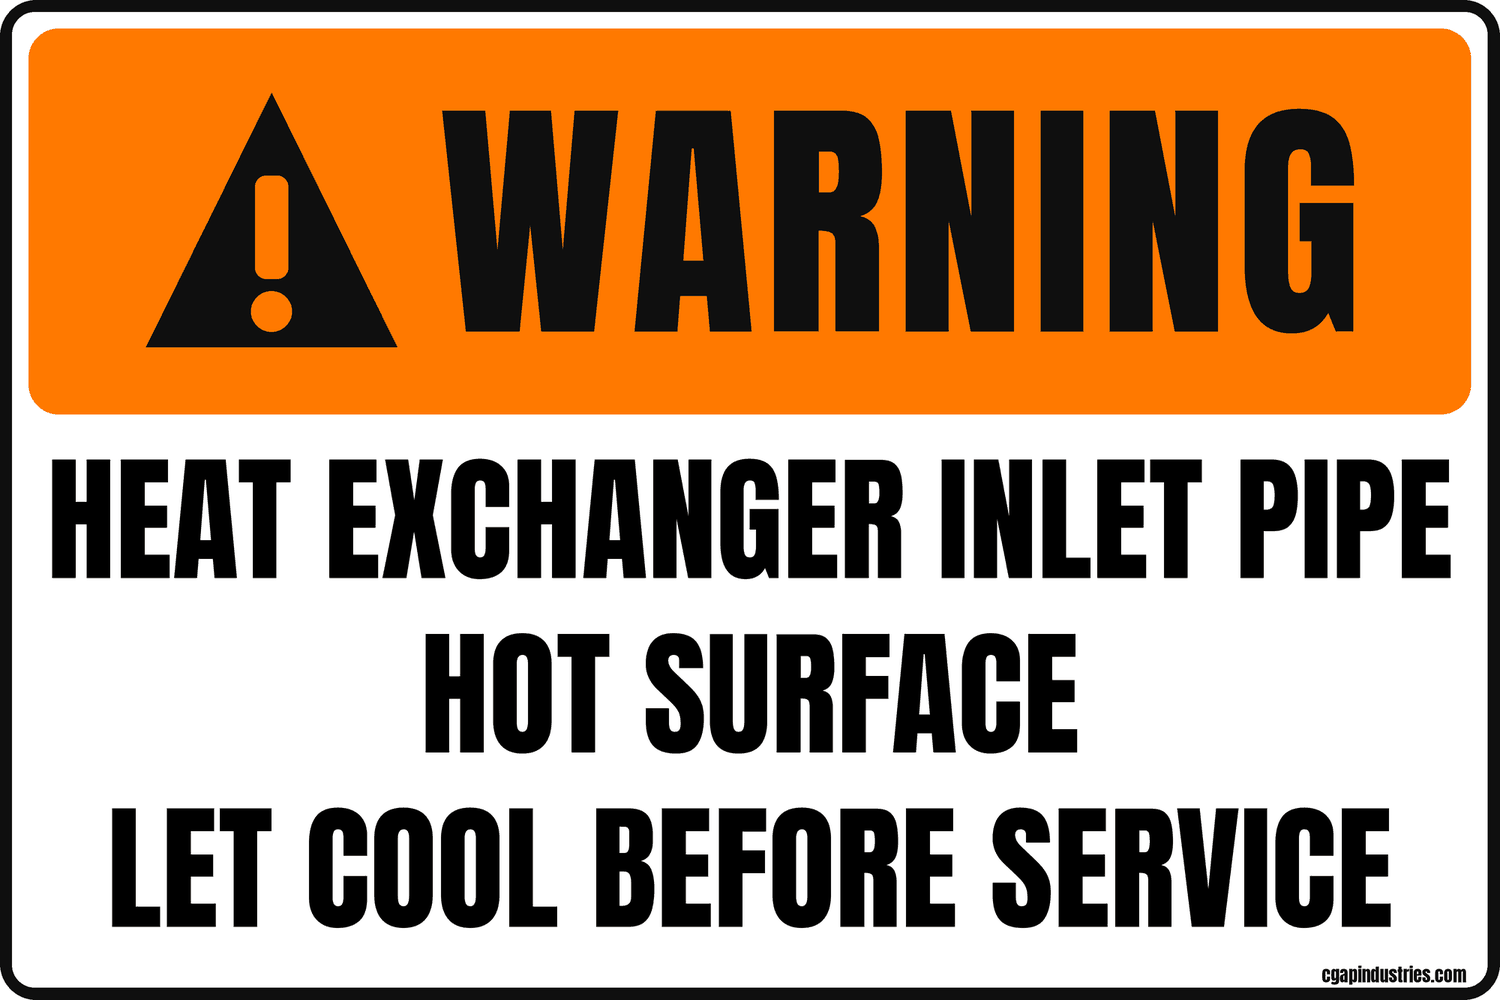 WARNING
HEAT EXCHANGER INLET PIPE
HOT SURFACE
LET COOL BEFORE SERVICE
cgapindustries.com